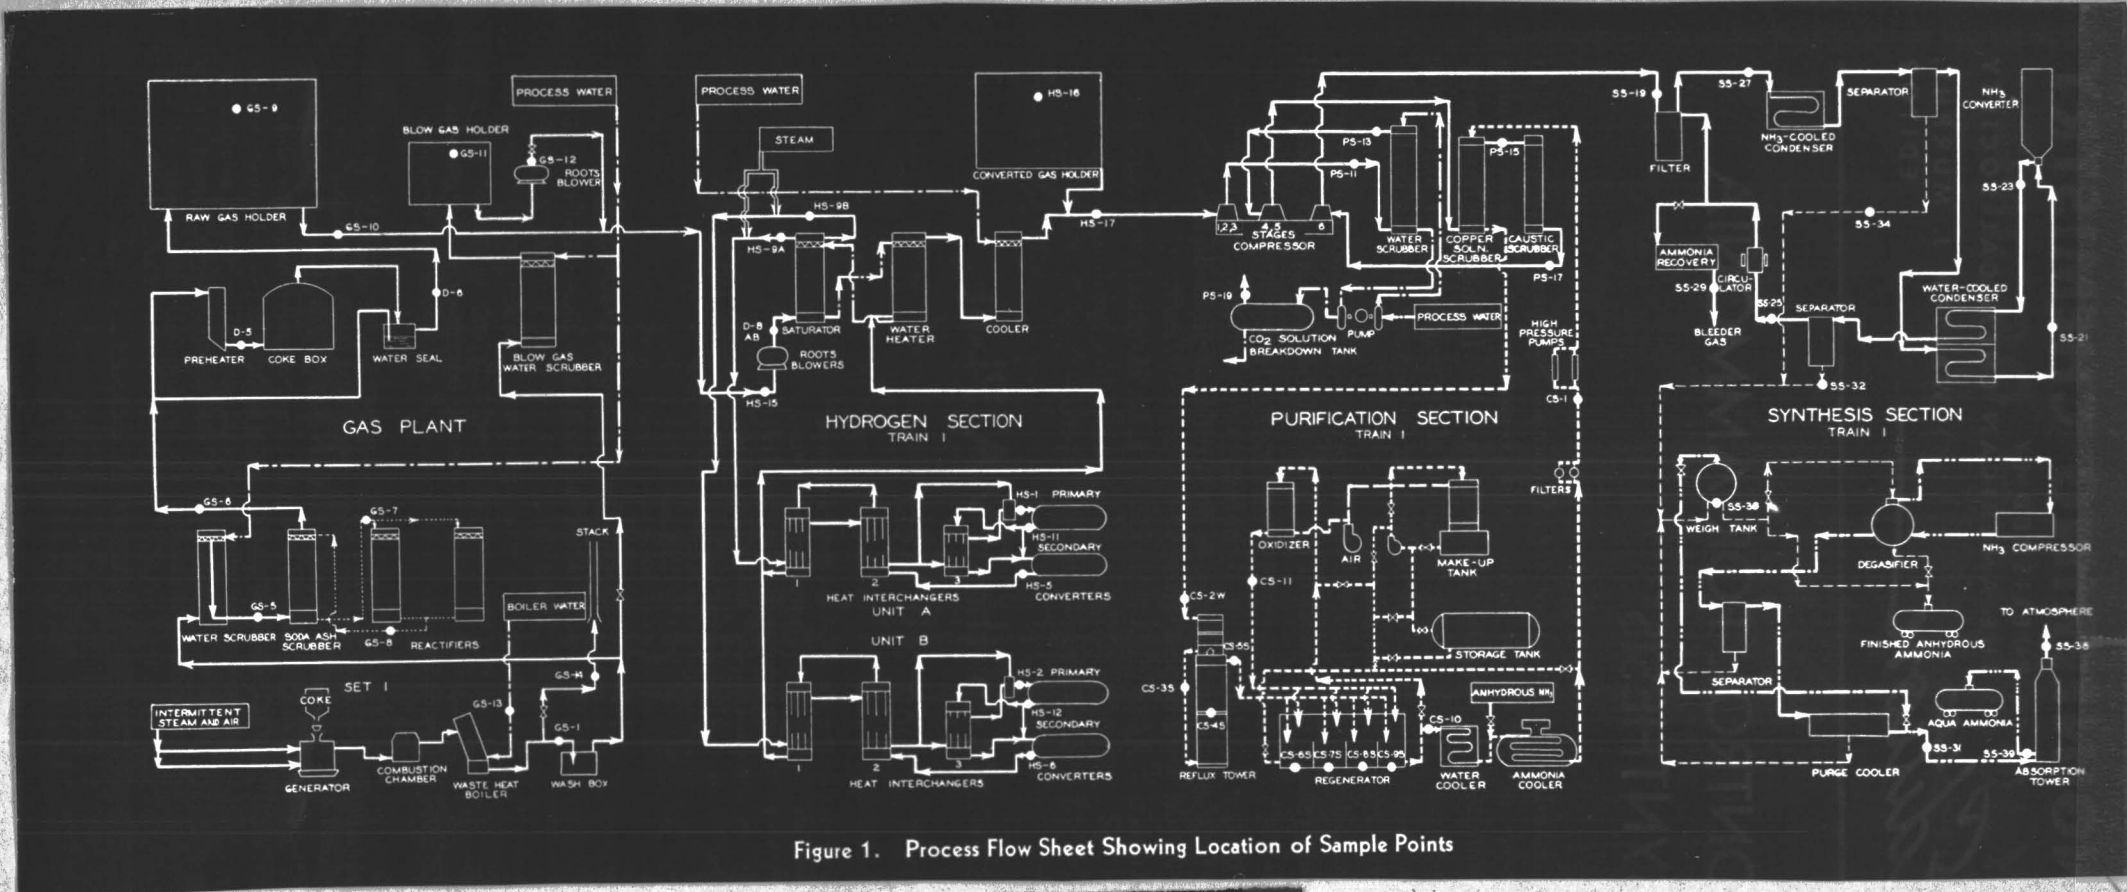 GS-9
RAW GAS HOLDER
GS-10
PROCESS WATER
BLOW GAS HOLDER
GS-11
GS-12
ROOTS
BLOWER
D-6
D-5
PREHEATER
COKE BOX
WATER SEAL
BLOW GAS
WATER SCRUBBER
GAS PLANT
GS-6
GS-7
STACK
GS-5
WATER SCRUBBER
SODA ASH
SCRUBBER
GS-8
REACTIFIERS
BOILER WATER
SET 1
GS-14
INTERMITTENT
STEAM AND AIR
COKE
GS-13
GS-1
GENERATOR
COMBUSTION
CHAMBER
WASTE HEAT
BOILER
WASH BOX
PROCESS WATER
STEAM
HS-16
CONVERTED GAS HOLDER
HS-9B
HS-17
HS-9A
D-8
AB
SATURATOR
WATER
HEATER
COOLER
ROOTS
BLOWERS
HS-15
HYDROGEN SECTION
TRAIN 1
HS-1 PRIMARY
HS-11
SECONDARY
HS-5
CONVERTERS
1
2
3
HEAT INTERCHANGERS
UNIT A
UNIT B
HS-2 PRIMARY
HS-12
SECONDARY
HS-6
CONVERTERS
1
2
3
HEAT INTERCHANGERS
PS-13
PS-15
PS-11
1,2,3
4,5
6
STAGES
COMPRESSOR
WATER
SCRUBBER
COPPER
SOLN.
SCRUBBER
CAUSTIC
SCRUBBER
PS-17
PS-19
CO2 SOLUTION
BREAKDOWN TANK
PUMP
PROCESS WATER
HIGH
PRESSURE
PUMPS
CS-1
PURIFICATION SECTION
TRAIN 1
FILTERS
OXIDIZER
AIR
MAKE-UP
TANK
CS-11
CS-2W
STORAGE TANK
CS-5S
CS-3S
CS-4S
REFLUX TOWER
CS-6S
CS-7S
CS-8S
CS-9S
REGENERATOR
CS-10
ANHYDROUS NH3
WATER
COOLER
AMMONIA
COOLER
SS-19
SS-27
SEPARATOR
NH3
CONVERTER
FILTER
NH3-COOLED
CONDENSER
SS-23
SS-34
AMMONIA
RECOVERY
CIRCU-
LATOR
SS-29
SS-25
BLEEDER
GAS
SEPARATOR
WATER-COOLED
CONDENSER
SS-21
SS-32
SYNTHESIS SECTION
TRAIN 1
WEIGH TANK
DEGASIFIER
NH3 COMPRESSOR
FINISHED ANHYDROUS
AMMONIA
TO ATMOSPHERE
SEPARATOR
AQUA AMMONIA
SS-31
SS-39
PURGE COOLER
ABSORPTION
TOWER
Figure 1. Process Flow Sheet Showing Location of Sample Points